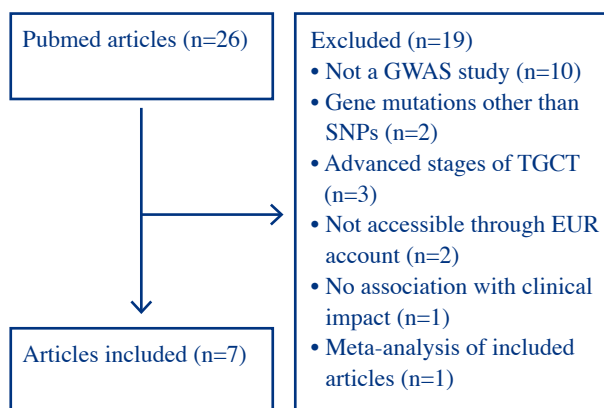 Pubmed articles (n=26)
Excluded (n=19)
• Not a GWAS study (n=10)
• Gene mutations other than
SNPs (n=2)
• Advanced stages of TGCT
(n=3)
• Not accessible through EUR
account (n=2)
• No association with clinical
impact (n=1)
• Meta-analysis of included
articles (n=1)
Articles included (n=7)